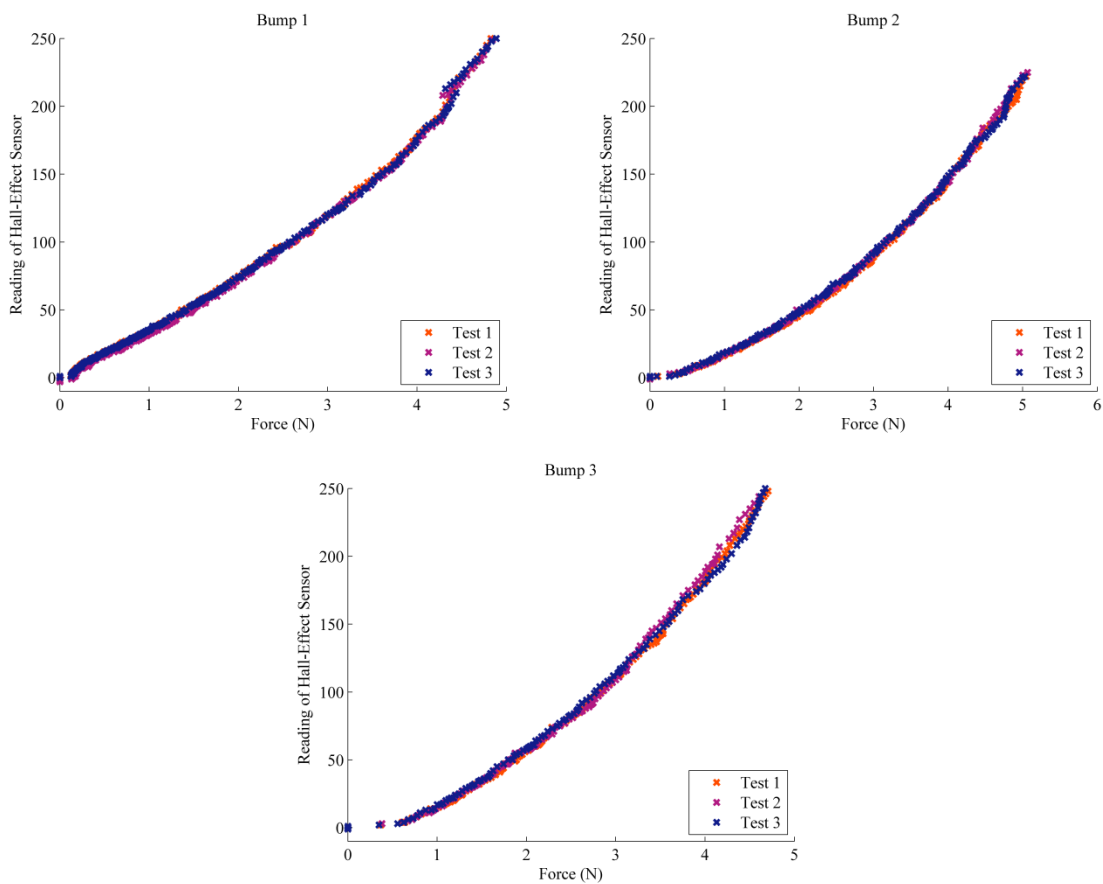 Bump 1
250
200
150
100
50
0
Reading of Hall-Effect Sensor
Test 1
Test 2
Test 3
0 1 2 3 4 5
Force (N)
Bump 2
250
200
150
100
50
0
Reading of Hall-Effect Sensor
Test 1
Test 2
Test 3
0 1 2 3 4 5 6
Force (N)
Bump 3
250
200
150
100
50
0
Reading of Hall-Effect Sensor
Test 1
Test 2
Test 3
0 1 2 3 4 5
Force (N)